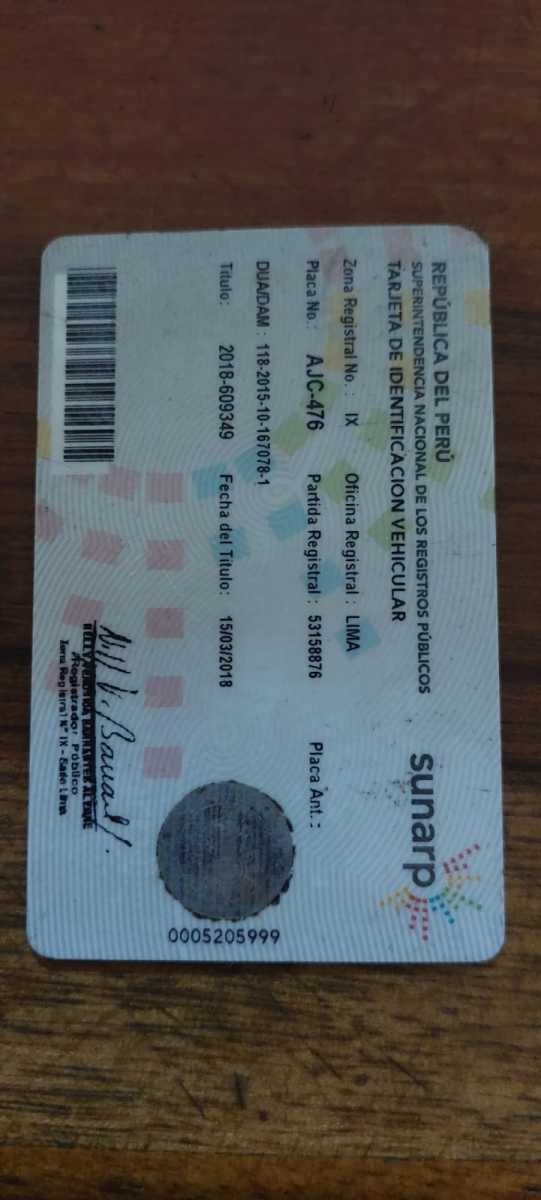 REPÚBLICA DEL PERÚ
SUPERINTENDENCIA NACIONAL DE LOS REGISTROS PÚBLICOS
TARJETA DE IDENTIFICACION VEHICULAR
sunarp
Zona Registral No. : IX Oficina Registral : LIMA
Placa No. : AJC-476 Partida Registral : 53158876 Placa Ant. :
DUA/DAM : 118-2015-10-167078-1
Titulo: 2018-609349 Fecha del Titulo: 15/03/2018
Registrador Público
Zona Registral N° IX - Sede Lima
0005205999